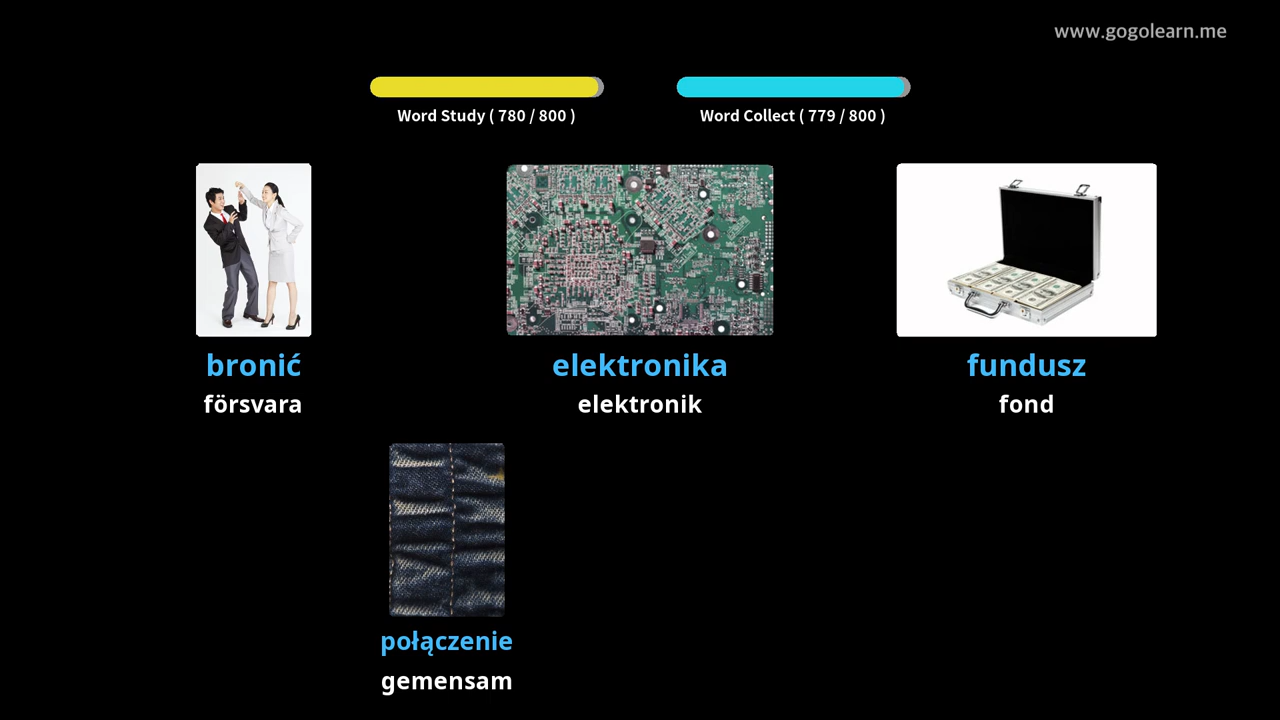 www.gogolearn.me
Word Study ( 780 / 800 )
Word Collect ( 779 / 800 )
bronić
försvara
elektronika
elektronik
fundusz
fond
połączenie
gemensam